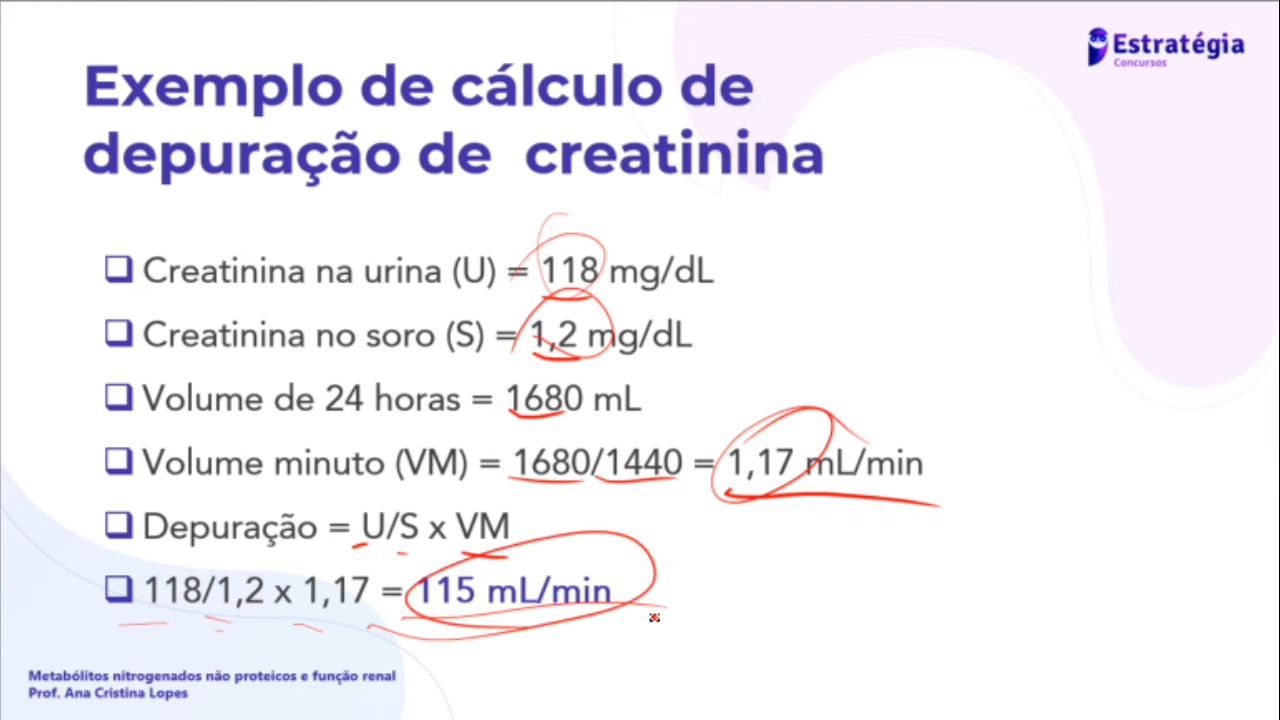 Estratégia
Concursos
Exemplo de cálculo de
depuração de creatinina
Creatinina na urina (U) = 118 mg/dL
Creatinina no soro (S) = 1,2 mg/dL
Volume de 24 horas = 1680 mL
Volume minuto (VM) = 1680/1440 = 1,17 mL/min
Depuração = U/S x VM
118/1,2 x 1,17 = 115 mL/min
Metabólitos nitrogenados não proteicos e função renal
Prof. Ana Cristina Lopes